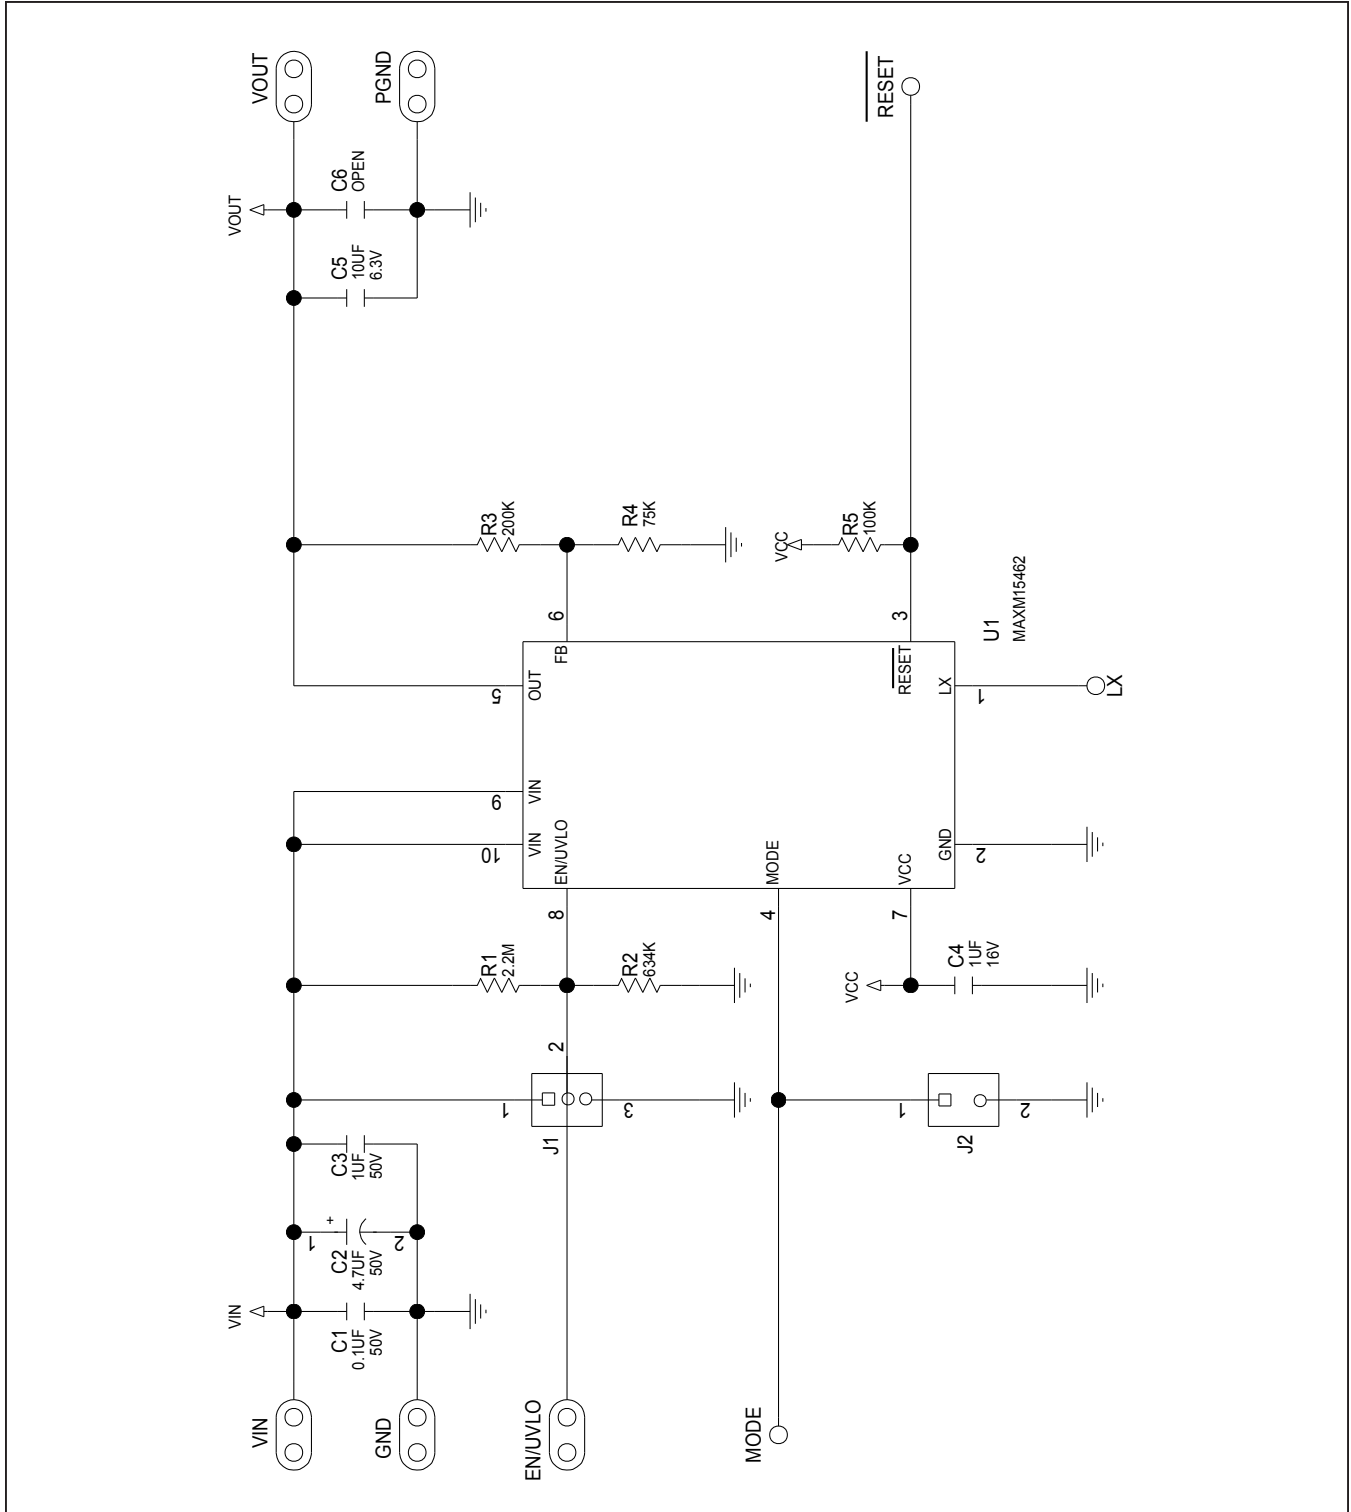 VIN
GND
EN/UVLO
MODE
VIN
C1
0.1UF
50V
1
+
C2
4.7UF
50V
2
C3
1UF
50V
J1
1
2
3
J2
1
2
R1
2.2M
R2
634K
VCC
C4
1UF
16V
8
4
7
10
9
5
6
3
2
1
VIN
VIN
OUT
EN/UVLO
FB
MODE
VCC
RESET
GND
LX
U1
MAXM15462
LX
R3
200K
R4
75K
VCC
R5
100K
C5
10UF
6.3V
C6
OPEN
VOUT
VOUT
PGND
RESET